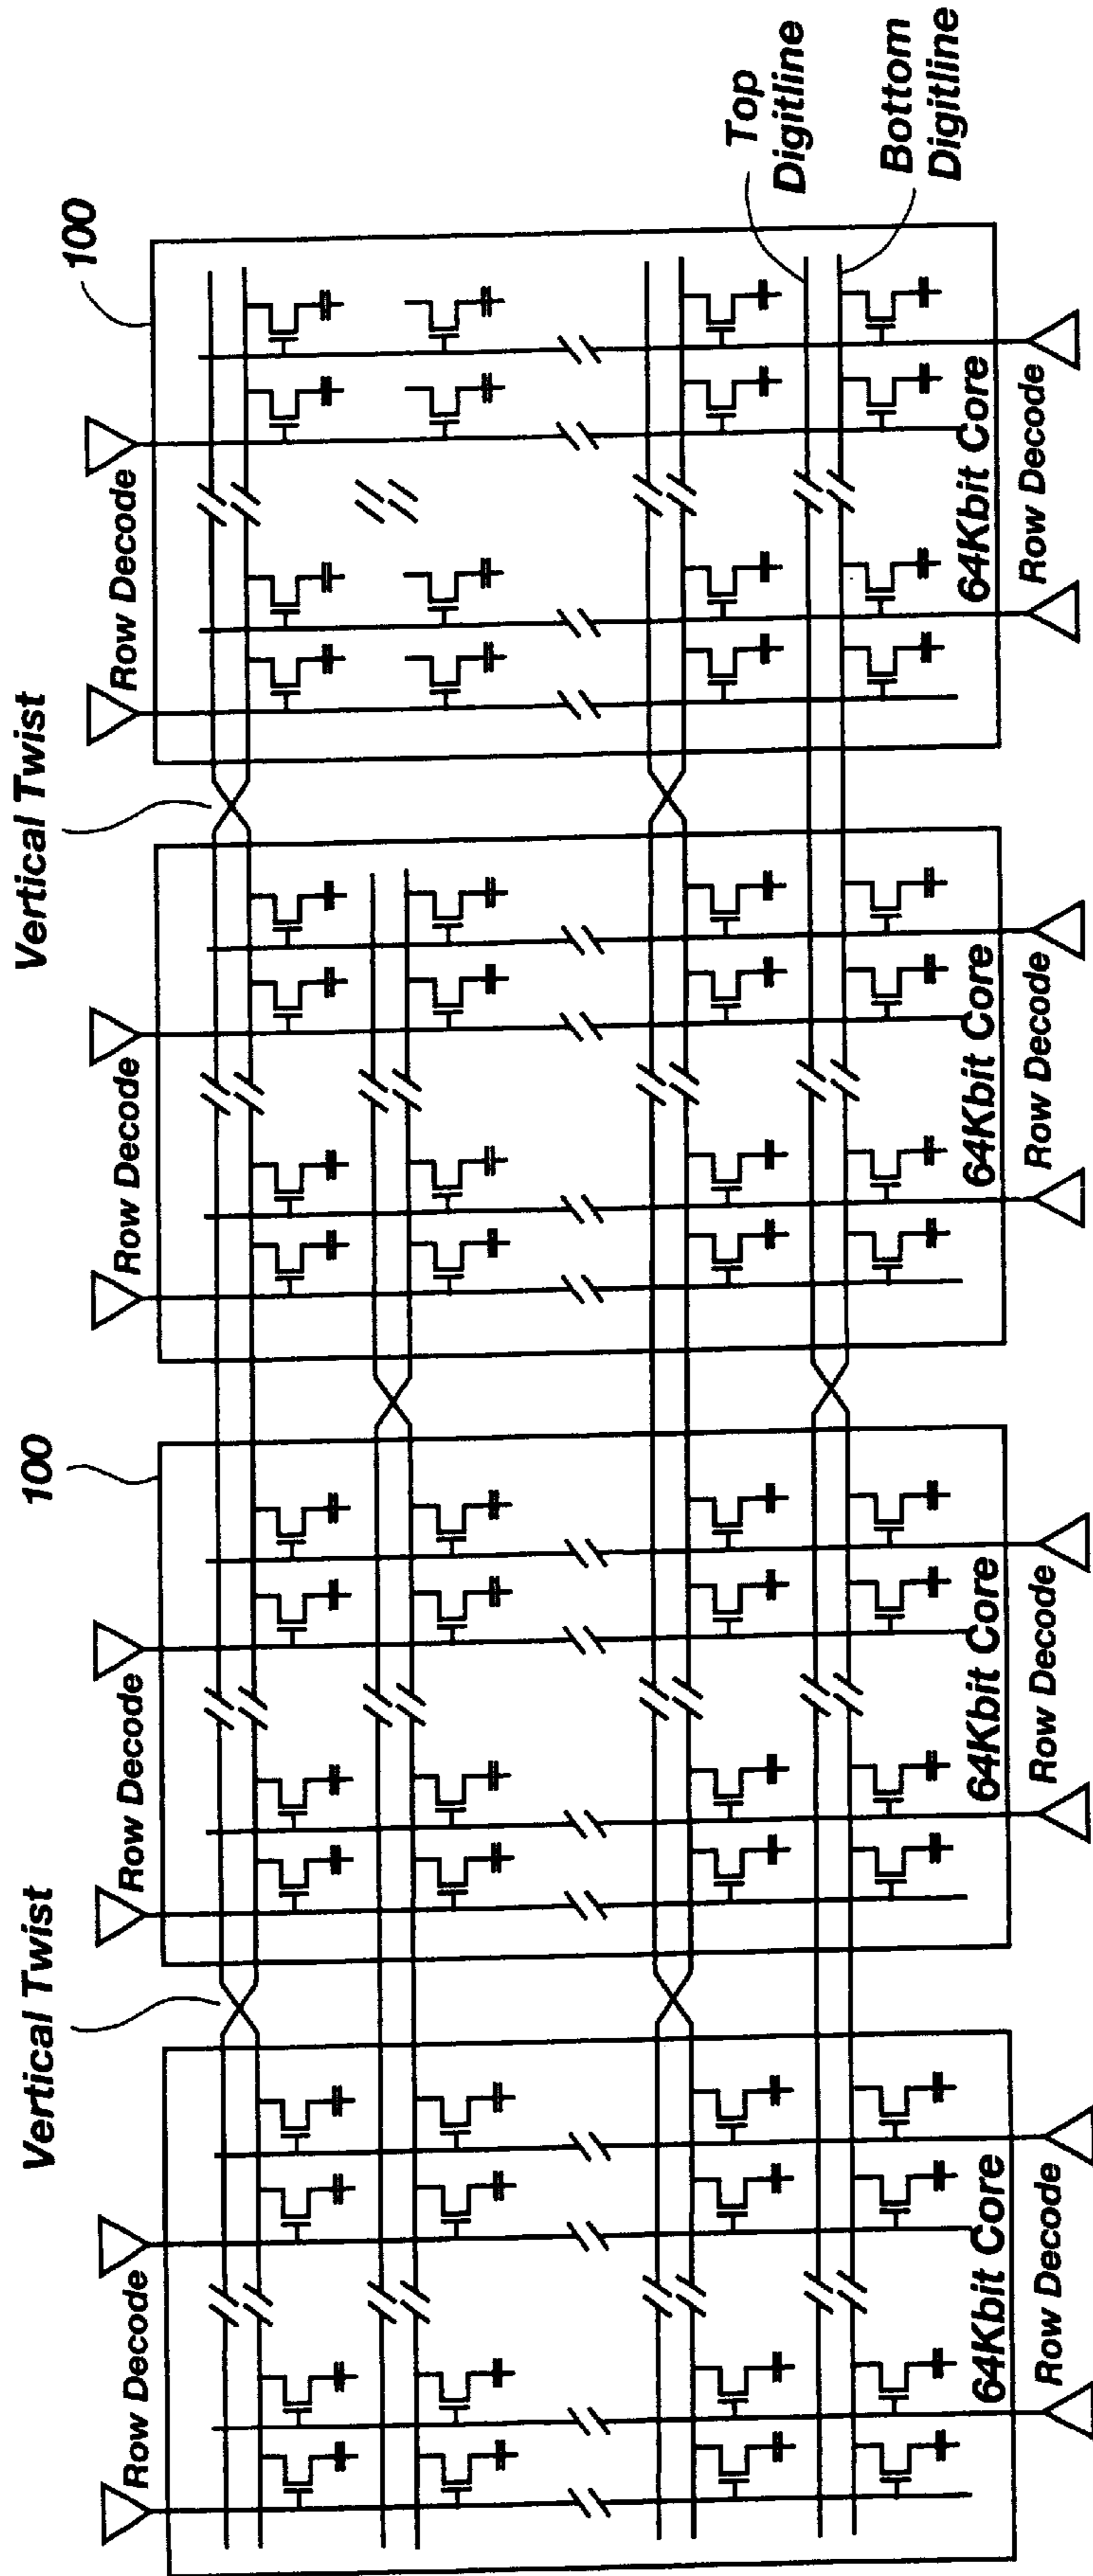 Vertical Twist
Vertical Twist
100
100
Row Decode
Row Decode
Row Decode
Row Decode
Top
Digitline
Bottom
Digitline
64Kbit Core
64Kbit Core
64Kbit Core
64Kbit Core
Row Decode
Row Decode
Row Decode
Row Decode